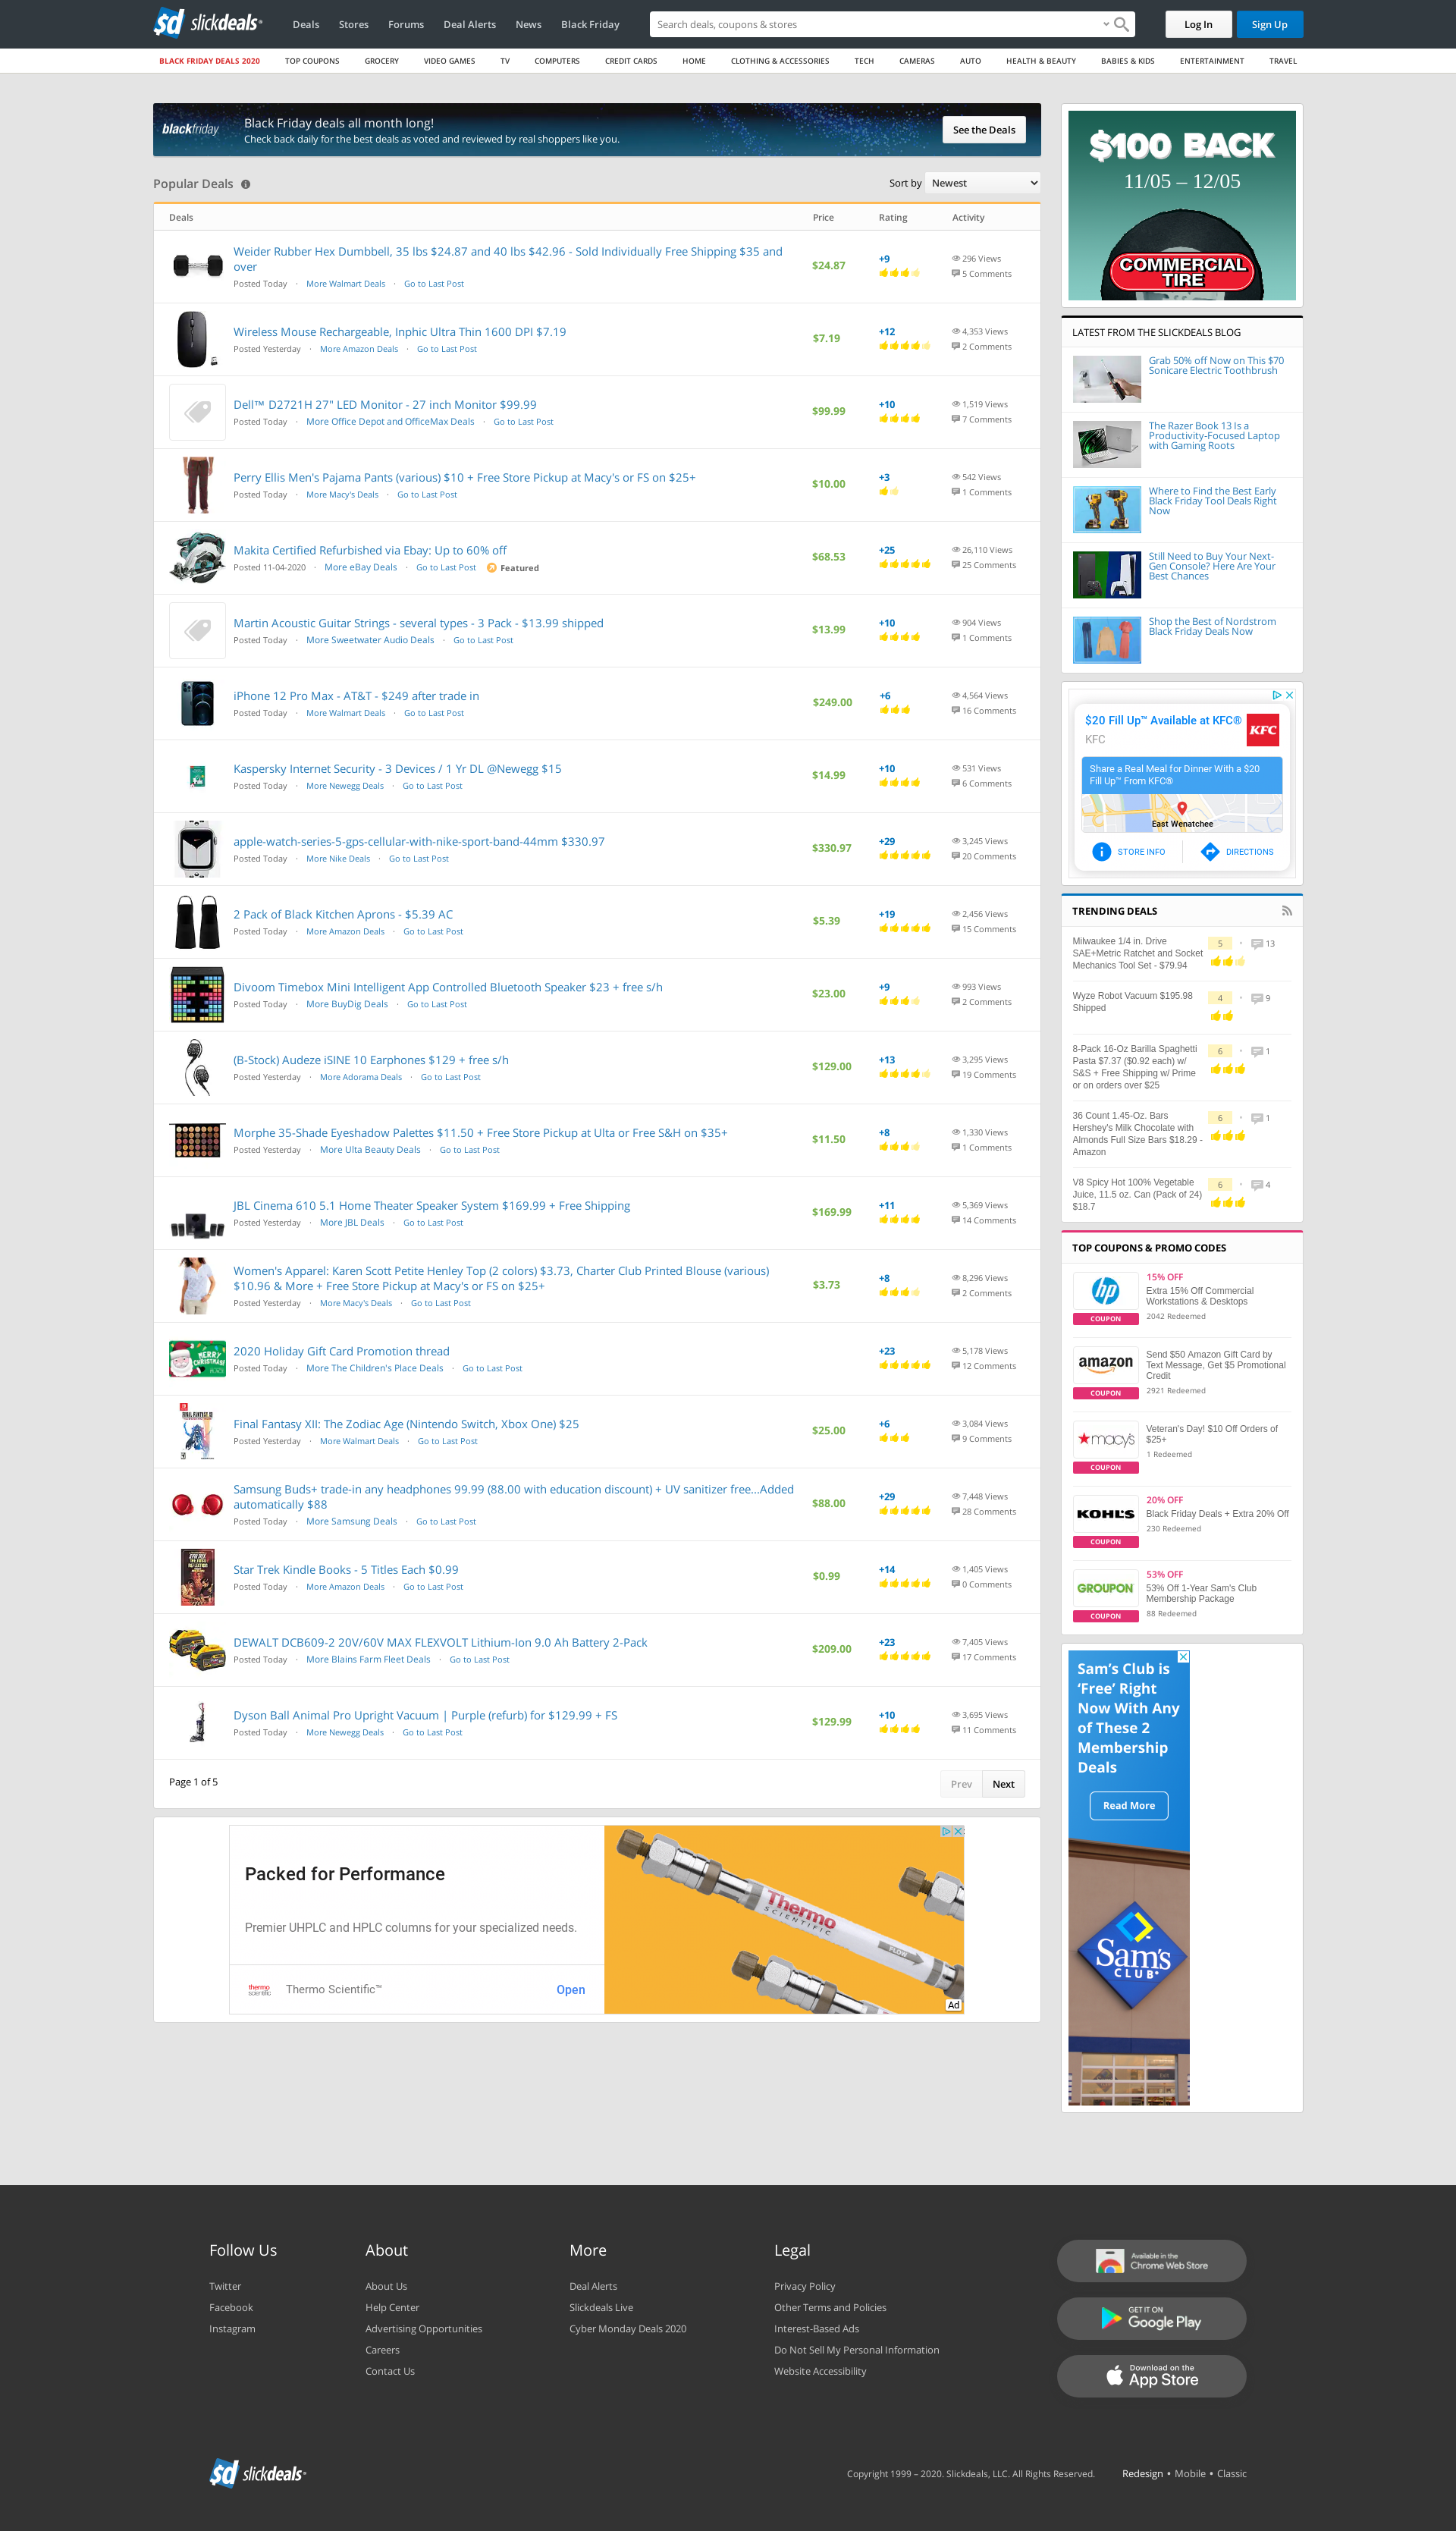 sd slickdeals
Deals Stores Forums Deal Alerts News Black Friday
Search deals, coupons & stores
Log In Sign Up
BLACK FRIDAY DEALS 2020 TOP COUPONS GROCERY VIDEO GAMES TV COMPUTERS CREDIT CARDS HOME CLOTHING & ACCESSORIES TECH CAMERAS AUTO HEALTH & BEAUTY BABIES & KIDS ENTERTAINMENT TRAVEL
blackfriday
Black Friday deals all month long!
Check back daily for the best deals as voted and reviewed by real shoppers like you.
See the Deals
Popular Deals
Sort by Newest
Deals Price Rating Activity
Weider Rubber Hex Dumbbell, 35 lbs $24.87 and 40 lbs $42.96 - Sold Individually Free Shipping $35 and
over
Posted Today · More Walmart Deals · Go to Last Post
$24.87
+9
296 Views
5 Comments
Wireless Mouse Rechargeable, Inphic Ultra Thin 1600 DPI $7.19
Posted Yesterday · More Amazon Deals · Go to Last Post
$7.19
+12
4,353 Views
2 Comments
Dell™ D2721H 27" LED Monitor - 27 inch Monitor $99.99
Posted Today · More Office Depot and OfficeMax Deals · Go to Last Post
$99.99
+10
1,519 Views
7 Comments
Perry Ellis Men's Pajama Pants (various) $10 + Free Store Pickup at Macy's or FS on $25+
Posted Today · More Macy's Deals · Go to Last Post
$10.00
+3
542 Views
1 Comments
Makita Certified Refurbished via Ebay: Up to 60% off
Posted 11-04-2020 · More eBay Deals · Go to Last Post Featured
$68.53
+25
26,110 Views
25 Comments
Martin Acoustic Guitar Strings - several types - 3 Pack - $13.99 shipped
Posted Today · More Sweetwater Audio Deals · Go to Last Post
$13.99
+10
904 Views
1 Comments
iPhone 12 Pro Max - AT&T - $249 after trade in
Posted Today · More Walmart Deals · Go to Last Post
$249.00
+6
4,564 Views
16 Comments
Kaspersky Internet Security - 3 Devices / 1 Yr DL @Newegg $15
Posted Today · More Newegg Deals · Go to Last Post
$14.99
+10
531 Views
6 Comments
apple-watch-series-5-gps-cellular-with-nike-sport-band-44mm $330.97
Posted Today · More Nike Deals · Go to Last Post
$330.97
+29
3,245 Views
20 Comments
2 Pack of Black Kitchen Aprons - $5.39 AC
Posted Today · More Amazon Deals · Go to Last Post
$5.39
+19
2,456 Views
15 Comments
Divoom Timebox Mini Intelligent App Controlled Bluetooth Speaker $23 + free s/h
Posted Today · More BuyDig Deals · Go to Last Post
$23.00
+9
993 Views
2 Comments
(B-Stock) Audeze iSINE 10 Earphones $129 + free s/h
Posted Yesterday · More Adorama Deals · Go to Last Post
$129.00
+13
3,295 Views
19 Comments
Morphe 35-Shade Eyeshadow Palettes $11.50 + Free Store Pickup at Ulta or Free S&H on $35+
Posted Yesterday · More Ulta Beauty Deals · Go to Last Post
$11.50
+8
1,330 Views
1 Comments
JBL Cinema 610 5.1 Home Theater Speaker System $169.99 + Free Shipping
Posted Yesterday · More JBL Deals · Go to Last Post
$169.99
+11
5,369 Views
14 Comments
Women's Apparel: Karen Scott Petite Henley Top (2 colors) $3.73, Charter Club Printed Blouse (various)
$10.96 & More + Free Store Pickup at Macy's or FS on $25+
Posted Yesterday · More Macy's Deals · Go to Last Post
$3.73
+8
8,296 Views
2 Comments
MERRY
CHRISTMAS
2020 Holiday Gift Card Promotion thread
Posted Today · More The Children's Place Deals · Go to Last Post
+23
5,178 Views
12 Comments
FINAL FANTASY XII
Final Fantasy XII: The Zodiac Age (Nintendo Switch, Xbox One) $25
Posted Yesterday · More Walmart Deals · Go to Last Post
$25.00
+6
3,084 Views
9 Comments
Samsung Buds+ trade-in any headphones 99.99 (88.00 with education discount) + UV sanitizer free...Added
automatically $88
Posted Today · More Samsung Deals · Go to Last Post
$88.00
+29
7,448 Views
28 Comments
STAR TREK
Star Trek Kindle Books - 5 Titles Each $0.99
Posted Today · More Amazon Deals · Go to Last Post
$0.99
+14
1,405 Views
0 Comments
DEWALT DCB609-2 20V/60V MAX FLEXVOLT Lithium-Ion 9.0 Ah Battery 2-Pack
Posted Today · More Blains Farm Fleet Deals · Go to Last Post
$209.00
+23
7,405 Views
17 Comments
Dyson Ball Animal Pro Upright Vacuum | Purple (refurb) for $129.99 + FS
Posted Today · More Newegg Deals · Go to Last Post
$129.99
+10
3,695 Views
11 Comments
Page 1 of 5
Prev Next
Packed for Performance
Premier UHPLC and HPLC columns for your specialized needs.
thermo
scientific
Thermo Scientific™
Open
Thermo
SCIENTIFIC
FLOW
Ad
$100 BACK
11/05 – 12/05
COMMERCIAL
TIRE
LATEST FROM THE SLICKDEALS BLOG
Grab 50% off Now on This $70
Sonicare Electric Toothbrush
The Razer Book 13 Is a
Productivity-Focused Laptop
with Gaming Roots
Where to Find the Best Early
Black Friday Tool Deals Right
Now
Still Need to Buy Your Next-
Gen Console? Here Are Your
Best Chances
Shop the Best of Nordstrom
Black Friday Deals Now
$20 Fill Up™ Available at KFC®
KFC
KFC
Share a Real Meal for Dinner With a $20
Fill Up™ From KFC®
East Wenatchee
STORE INFO DIRECTIONS
TRENDING DEALS
Milwaukee 1/4 in. Drive
SAE+Metric Ratchet and Socket
Mechanics Tool Set - $79.94
5 • 13
Wyze Robot Vacuum $195.98
Shipped
4 • 9
8-Pack 16-Oz Barilla Spaghetti
Pasta $7.37 ($0.92 each) w/
S&S + Free Shipping w/ Prime
or on orders over $25
6 • 1
36 Count 1.45-Oz. Bars
Hershey's Milk Chocolate with
Almonds Full Size Bars $18.29 -
Amazon
6 • 1
V8 Spicy Hot 100% Vegetable
Juice, 11.5 oz. Can (Pack of 24)
$18.7
6 • 4
TOP COUPONS & PROMO CODES
hp
COUPON
15% OFF
Extra 15% Off Commercial
Workstations & Desktops
2042 Redeemed
amazon
COUPON
Send $50 Amazon Gift Card by
Text Message, Get $5 Promotional
Credit
2921 Redeemed
macy's
COUPON
Veteran's Day! $10 Off Orders of
$25+
1 Redeemed
KOHL'S
COUPON
20% OFF
Black Friday Deals + Extra 20% Off
230 Redeemed
GROUPON
COUPON
53% OFF
53% Off 1-Year Sam's Club
Membership Package
88 Redeemed
Sam's Club is
‘Free’ Right
Now With Any
of These 2
Membership
Deals
Read More
Sam's
CLUB
Follow Us
Twitter
Facebook
Instagram
About
About Us
Help Center
Advertising Opportunities
Careers
Contact Us
More
Deal Alerts
Slickdeals Live
Cyber Monday Deals 2020
Legal
Privacy Policy
Other Terms and Policies
Interest-Based Ads
Do Not Sell My Personal Information
Website Accessibility
Available in the
Chrome Web Store
GET IT ON
Google Play
Download on the
App Store
sd slickdeals
Copyright 1999 – 2020. Slickdeals, LLC. All Rights Reserved.
Redesign • Mobile • Classic